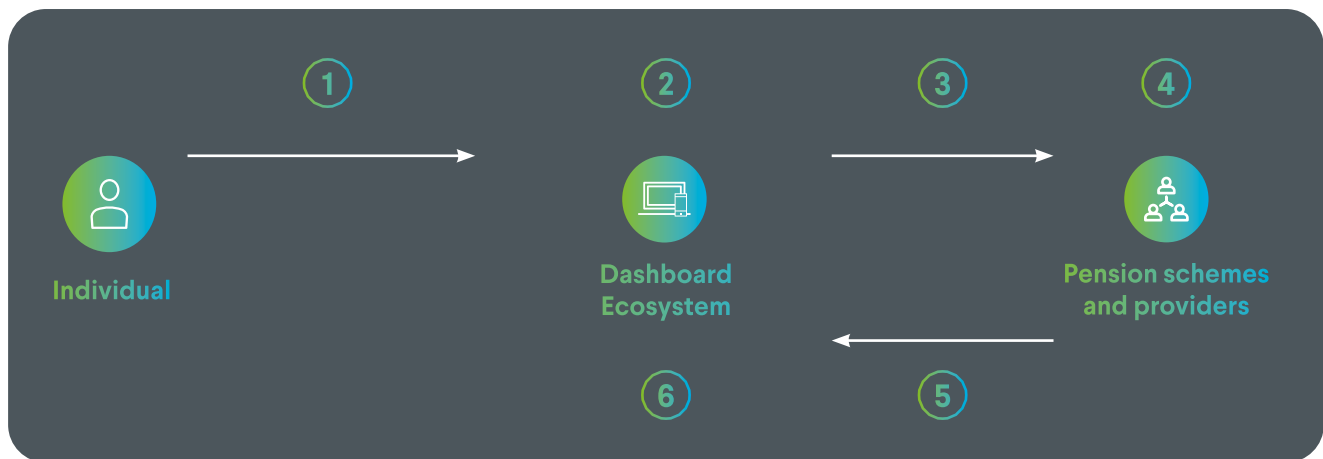 1
2
3
4
Individual
Dashboard
Ecosystem
Pension schemes
and providers
6
5